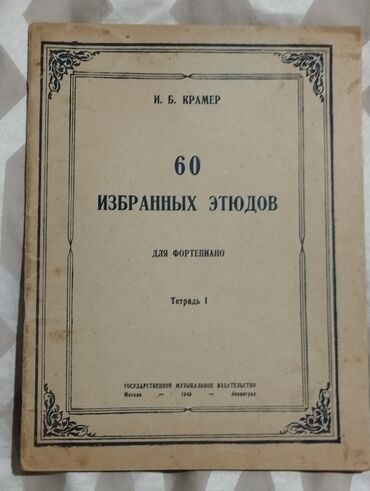 И. Б. КРАМЕР
60
ИЗБРАННЫХ ЭТЮДОВ
ДЛЯ ФОРТЕПИАНО
Тетрадь I
ГОСУДАРСТВЕННОЕ МУЗЫКАЛЬНОЕ ИЗДАТЕЛЬСТВО
Москва — 1949 — Ленинград